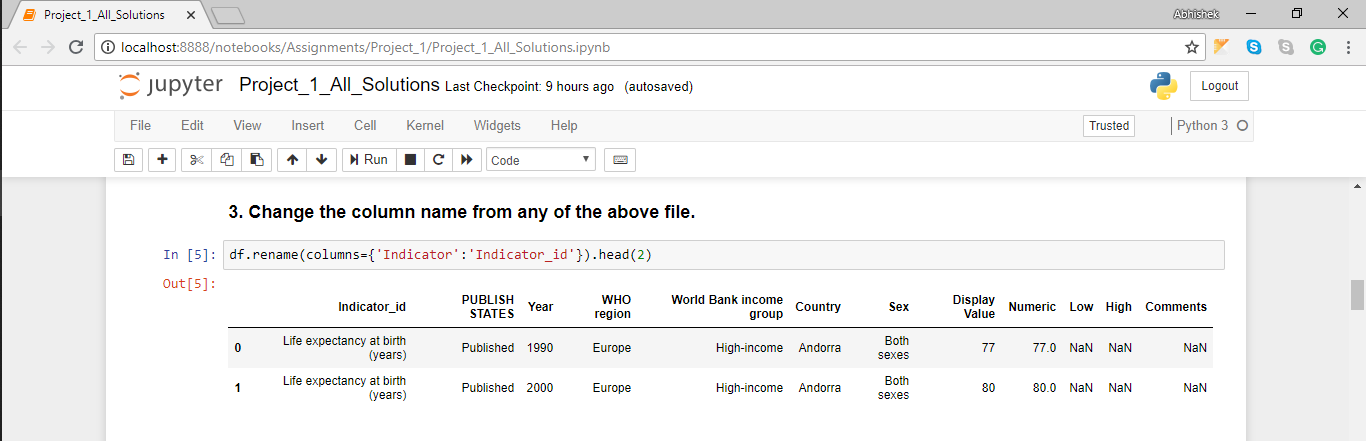 Project_1_All_Solutions
Abhishek
localhost:8888/notebooks/Assignments/Project_1/Project_1_All_Solutions.ipynb
jupyter Project_1_All_Solutions Last Checkpoint: 9 hours ago (autosaved)
Logout
File Edit View Insert Cell Kernel Widgets Help
Trusted
Python 3
Run
Code
3. Change the column name from any of the above file.
In [5]: df.rename(columns={'Indicator':'Indicator_id'}).head(2)
Out[5]:
Indicator_id PUBLISH STATES Year WHO region World Bank income group Country Sex Display Value Numeric Low High Comments
0 Life expectancy at birth (years) Published 1990 Europe High-income Andorra Both sexes 77 77.0 NaN NaN NaN
1 Life expectancy at birth (years) Published 2000 Europe High-income Andorra Both sexes 80 80.0 NaN NaN NaN